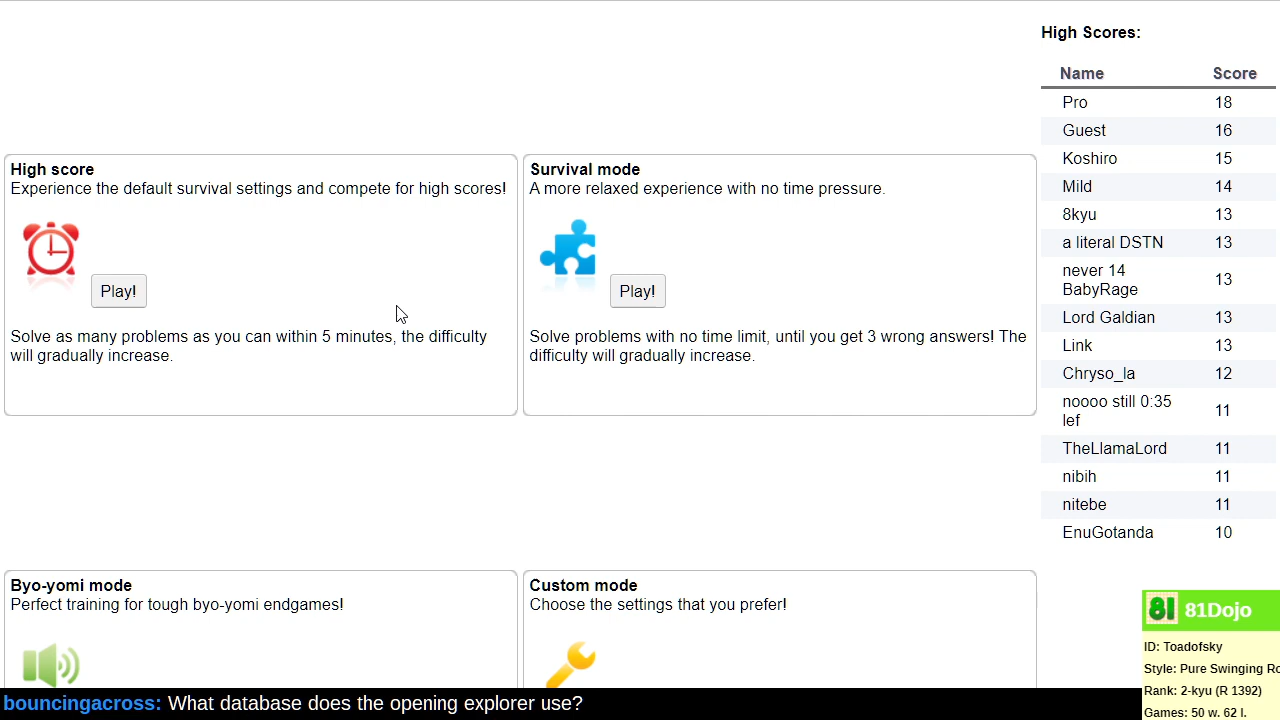 High Scores:
Name Score
Pro 18
Guest 16
Koshiro 15
Mild 14
8kyu 13
a literal DSTN 13
never 14
BabyRage 13
Lord Galdian 13
Link 13
Chryso_la 12
noooo still 0:35
lef 11
TheLlamaLord 11
nibih 11
nitebe 11
EnuGotanda 10
High score
Experience the default survival settings and compete for high scores!
Play!
Solve as many problems as you can within 5 minutes, the difficulty
will gradually increase.
Survival mode
A more relaxed experience with no time pressure.
Play!
Solve problems with no time limit, until you get 3 wrong answers! The
difficulty will gradually increase.
Byo-yomi mode
Perfect training for tough byo-yomi endgames!
Custom mode
Choose the settings that you prefer!
81 81Dojo
ID: Toadofsky
Style: Pure Swinging Ro
Rank: 2-kyu (R 1392)
Games: 50 w. 62 l.
bouncingacross: What database does the opening explorer use?